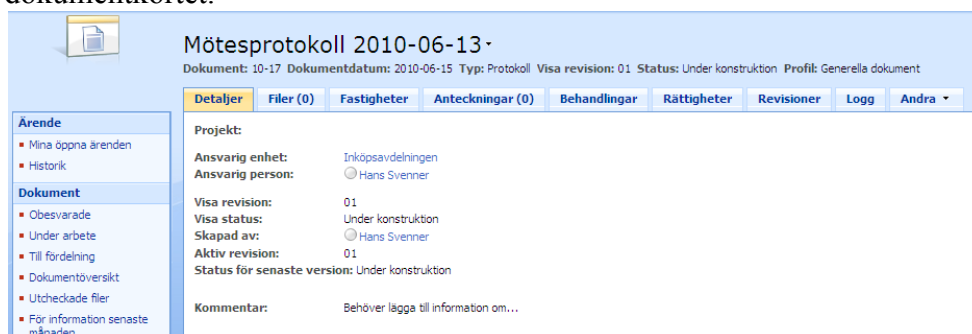 dokumentkortet.
Mötesprotokoll 2010-06-13
Dokument: 10-17 Dokumentdatum: 2010-06-15 Typ: Protokoll Visa revision: 01 Status: Under konstruktion Profil: Generella dokument
Detaljer Filer (0) Fastigheter Anteckningar (0) Behandlingar Rättigheter Revisioner Logg Andra
Ärende
Mina öppna ärenden
Historik
Dokument
Obesvarade
Under arbete
Till fördelning
Dokumentöversikt
Utcheckade filer
För information senaste
månaden
Projekt:
Ansvarig enhet: Inköpsavdelningen
Ansvarig person: Hans Svenner
Visa revision: 01
Visa status: Under konstruktion
Skapad av: Hans Svenner
Aktiv revision: 01
Status för senaste version: Under konstruktion
Kommentar: Behöver lägga till information om...